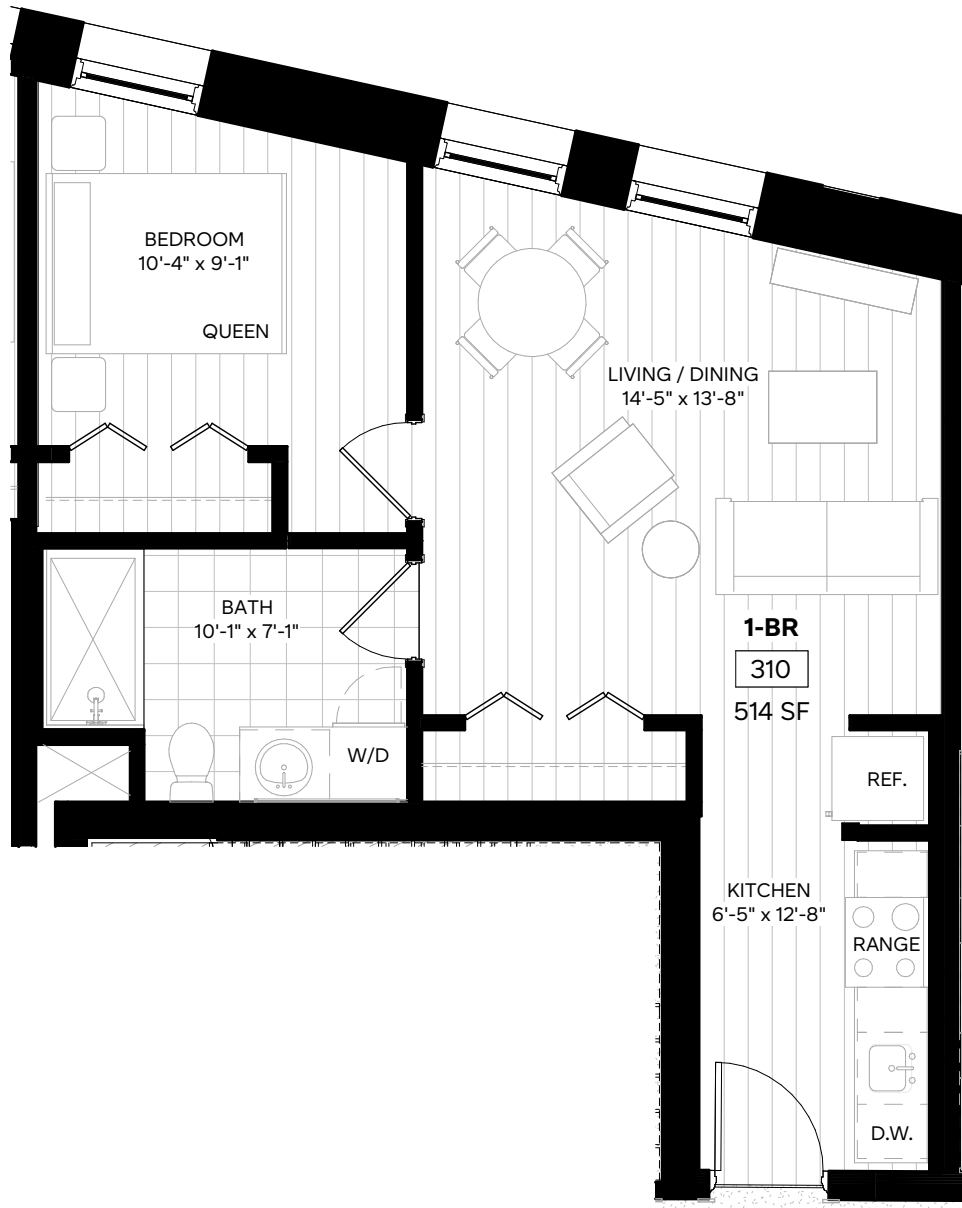 BEDROOM
10'-4" x 9'-1"
QUEEN
LIVING / DINING
14'-5" x 13'-8"
BATH
10'-1" x 7'-1"
W/D
1-BR
310
514 SF
REF.
KITCHEN
6'-5" x 12'-8"
RANGE
D.W.